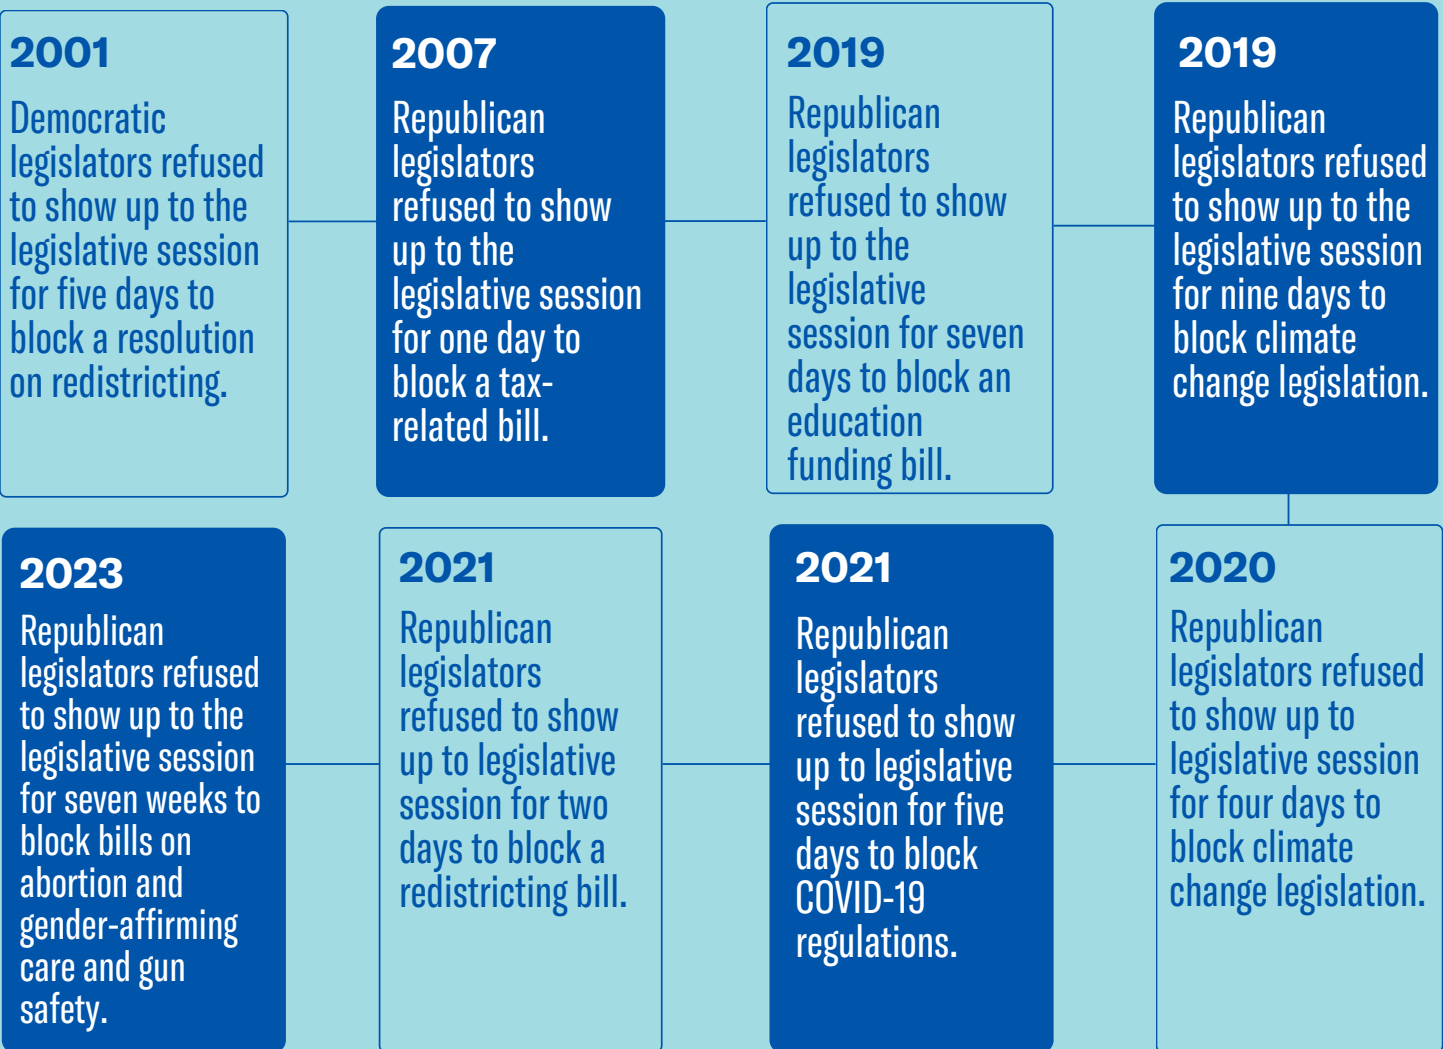 2001
Democratic
legislators refused
to show up to the
legislative session
for five days to
block a resolution
on redistricting.
2007
Republican
legislators
refused to show
up to the
legislative session
for one day to
block a tax-
related bill.
2019
Republican
legislators
refused to show
up to the
legislative
session for seven
days to block an
education
funding bill.
2019
Republican
legislators refused
to show up to the
legislative session
for nine days to
block climate
change legislation.
2020
Republican
legislators refused
to show up to
legislative session
for four days to
block climate
change legislation.
2021
Republican
legislators
refused to show
up to legislative
session for five
days to block
COVID-19
regulations.
2021
Republican
legislators
refused to show
up to legislative
session for two
days to block a
redistricting bill.
2023
Republican
legislators refused
to show up to the
legislative session
for seven weeks to
block bills on
abortion and
gender-affirming
care and gun
safety.